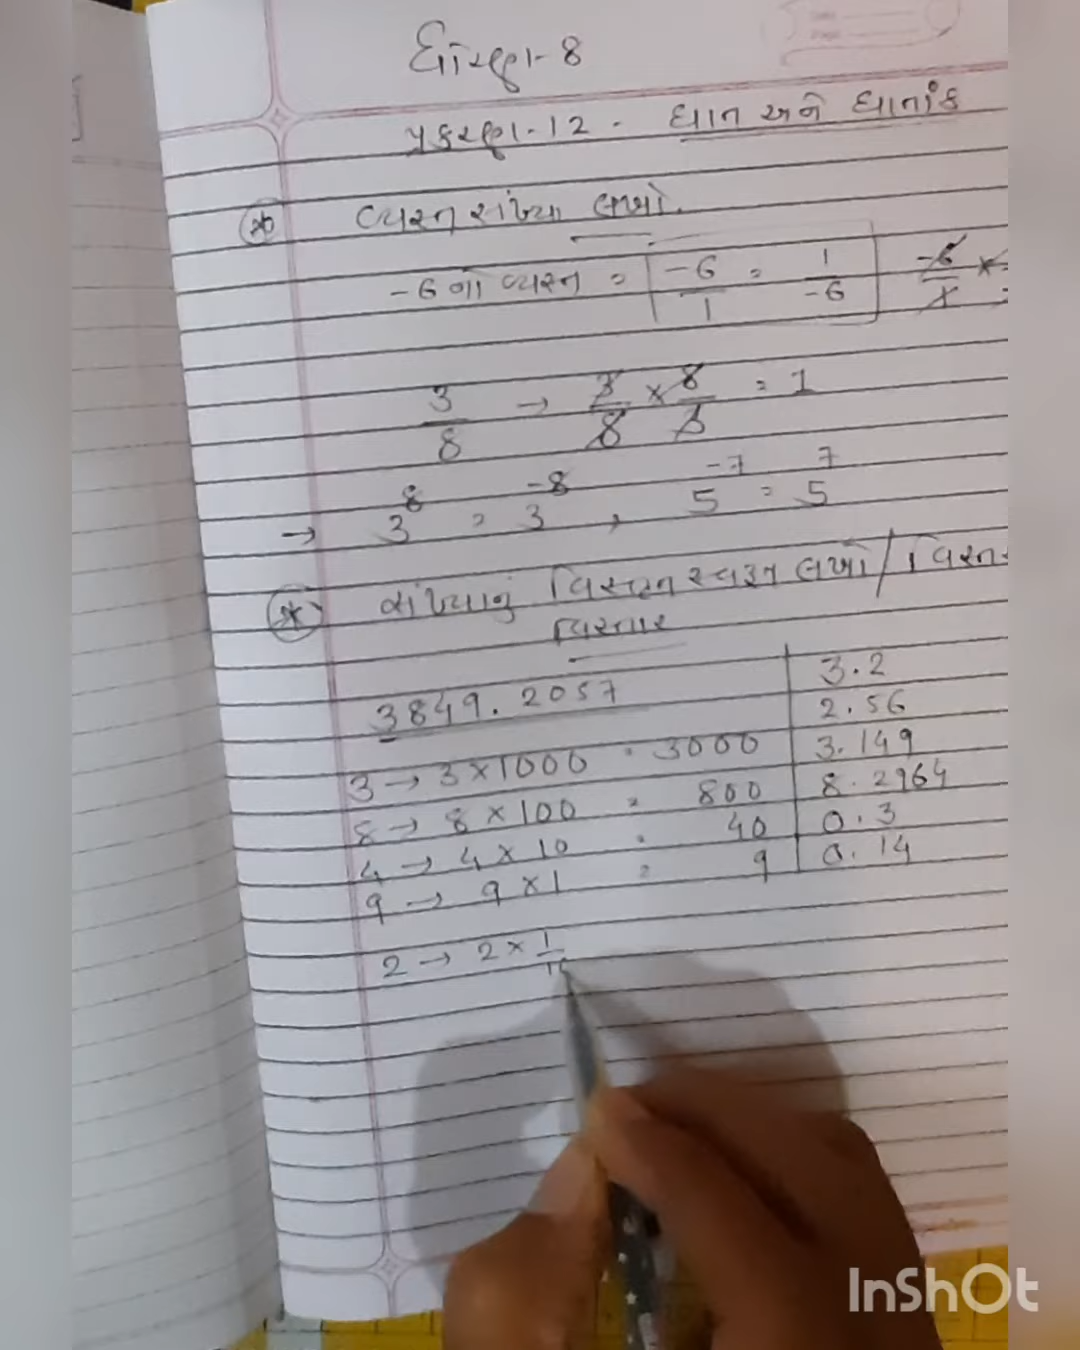 ધોરણ-8
પ્રકરણ-12 - ઘાત અને ઘાતાંક
* વ્યસ્ત સંખ્યા લખો.
-6 નો વ્યસ્ત = -6/1 = 1/-6 -6/1 ×
3/8 → 3/8 × 8/3 = 1
→ 3^8 = 3^-8 , 5^-7 = 5^7
* સંખ્યાનું વિસ્તૃત સ્વરૂપ લખો /
વિસ્તાર
3849.2057
3 → 3×1000 = 3000
8 → 8×100 = 800
4 → 4×10 = 40
9 → 9×1 = 9
2 → 2×1/10
3.2
2.56
3.149
8.2964
0.3
0.14
InShOt